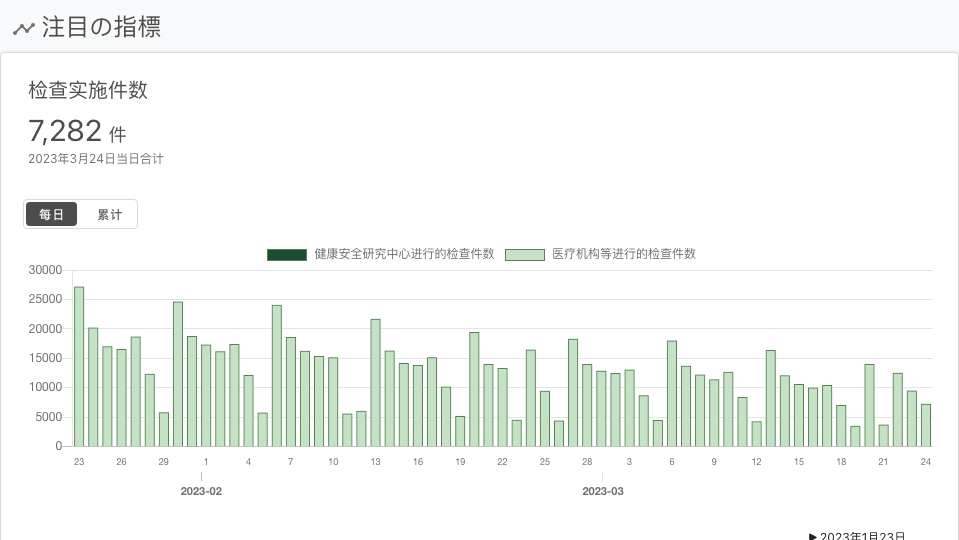 注目の指標
检查实施件数
7,282 件
2023年3月24日当日合计
每日 累计
健康安全研究中心进行的检查件数 医疗机构等进行的检查件数
30000
25000
20000
15000
10000
5000
0
23 26 29 1 4 7 10 13 16 19 22 25 28 3 6 9 12 15 18 21 24
2023-02 2023-03
▶ 2023年1月23日